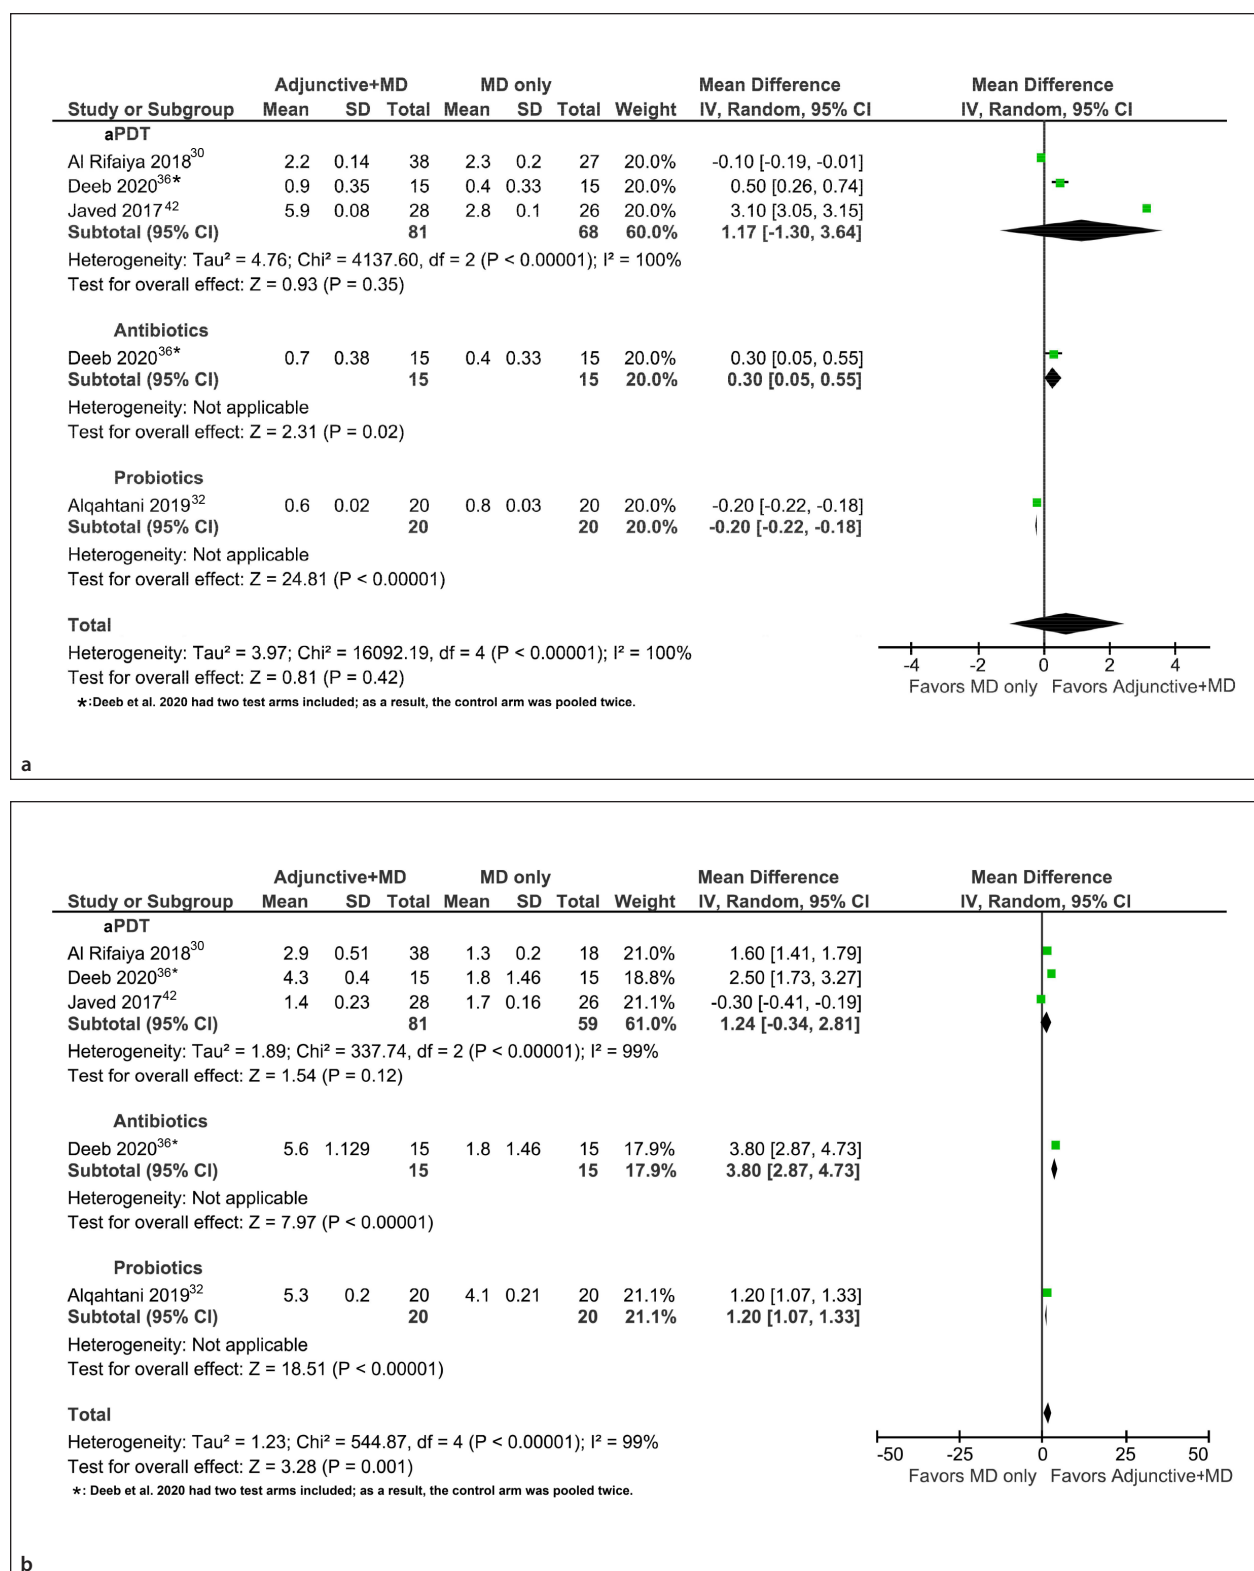 Adjunctive+MD MD only Mean Difference Mean Difference
Study or Subgroup Mean SD Total Mean SD Total Weight IV, Random, 95% CI IV, Random, 95% CI
aPDT
Al Rifaiya 2018³⁰ 2.2 0.14 38 2.3 0.2 27 20.0% -0.10 [-0.19, -0.01]
Deeb 2020³⁶* 0.9 0.35 15 0.4 0.33 15 20.0% 0.50 [0.26, 0.74]
Javed 2017⁴² 5.9 0.08 28 2.8 0.1 26 20.0% 3.10 [3.05, 3.15]
Subtotal (95% CI) 81 68 60.0% 1.17 [-1.30, 3.64]
Heterogeneity: Tau² = 4.76; Chi² = 4137.60, df = 2 (P < 0.00001); I² = 100%
Test for overall effect: Z = 0.93 (P = 0.35)
Antibiotics
Deeb 2020³⁶* 0.7 0.38 15 0.4 0.33 15 20.0% 0.30 [0.05, 0.55]
Subtotal (95% CI) 15 15 20.0% 0.30 [0.05, 0.55]
Heterogeneity: Not applicable
Test for overall effect: Z = 2.31 (P = 0.02)
Probiotics
Alqahtani 2019³² 0.6 0.02 20 0.8 0.03 20 20.0% -0.20 [-0.22, -0.18]
Subtotal (95% CI) 20 20 20.0% -0.20 [-0.22, -0.18]
Heterogeneity: Not applicable
Test for overall effect: Z = 24.81 (P < 0.00001)
Total
Heterogeneity: Tau² = 3.97; Chi² = 16092.19, df = 4 (P < 0.00001); I² = 100%
Test for overall effect: Z = 0.81 (P = 0.42)
-4 -2 0 2 4
Favors MD only Favors Adjunctive+MD
*:Deeb et al. 2020 had two test arms included; as a result, the control arm was pooled twice.
a
Adjunctive+MD MD only Mean Difference Mean Difference
Study or Subgroup Mean SD Total Mean SD Total Weight IV, Random, 95% CI IV, Random, 95% CI
aPDT
Al Rifaiya 2018³⁰ 2.9 0.51 38 1.3 0.2 18 21.0% 1.60 [1.41, 1.79]
Deeb 2020³⁶* 4.3 0.4 15 1.8 1.46 15 18.8% 2.50 [1.73, 3.27]
Javed 2017⁴² 1.4 0.23 28 1.7 0.16 26 21.1% -0.30 [-0.41, -0.19]
Subtotal (95% CI) 81 59 61.0% 1.24 [-0.34, 2.81]
Heterogeneity: Tau² = 1.89; Chi² = 337.74, df = 2 (P < 0.00001); I² = 99%
Test for overall effect: Z = 1.54 (P = 0.12)
Antibiotics
Deeb 2020³⁶* 5.6 1.129 15 1.8 1.46 15 17.9% 3.80 [2.87, 4.73]
Subtotal (95% CI) 15 15 17.9% 3.80 [2.87, 4.73]
Heterogeneity: Not applicable
Test for overall effect: Z = 7.97 (P < 0.00001)
Probiotics
Alqahtani 2019³² 5.3 0.2 20 4.1 0.21 20 21.1% 1.20 [1.07, 1.33]
Subtotal (95% CI) 20 20 21.1% 1.20 [1.07, 1.33]
Heterogeneity: Not applicable
Test for overall effect: Z = 18.51 (P < 0.00001)
Total
Heterogeneity: Tau² = 1.23; Chi² = 544.87, df = 4 (P < 0.00001); I² = 99%
Test for overall effect: Z = 3.28 (P = 0.001)
-50 -25 0 25 50
Favors MD only Favors Adjunctive+MD
*: Deeb et al. 2020 had two test arms included; as a result, the control arm was pooled twice.
b